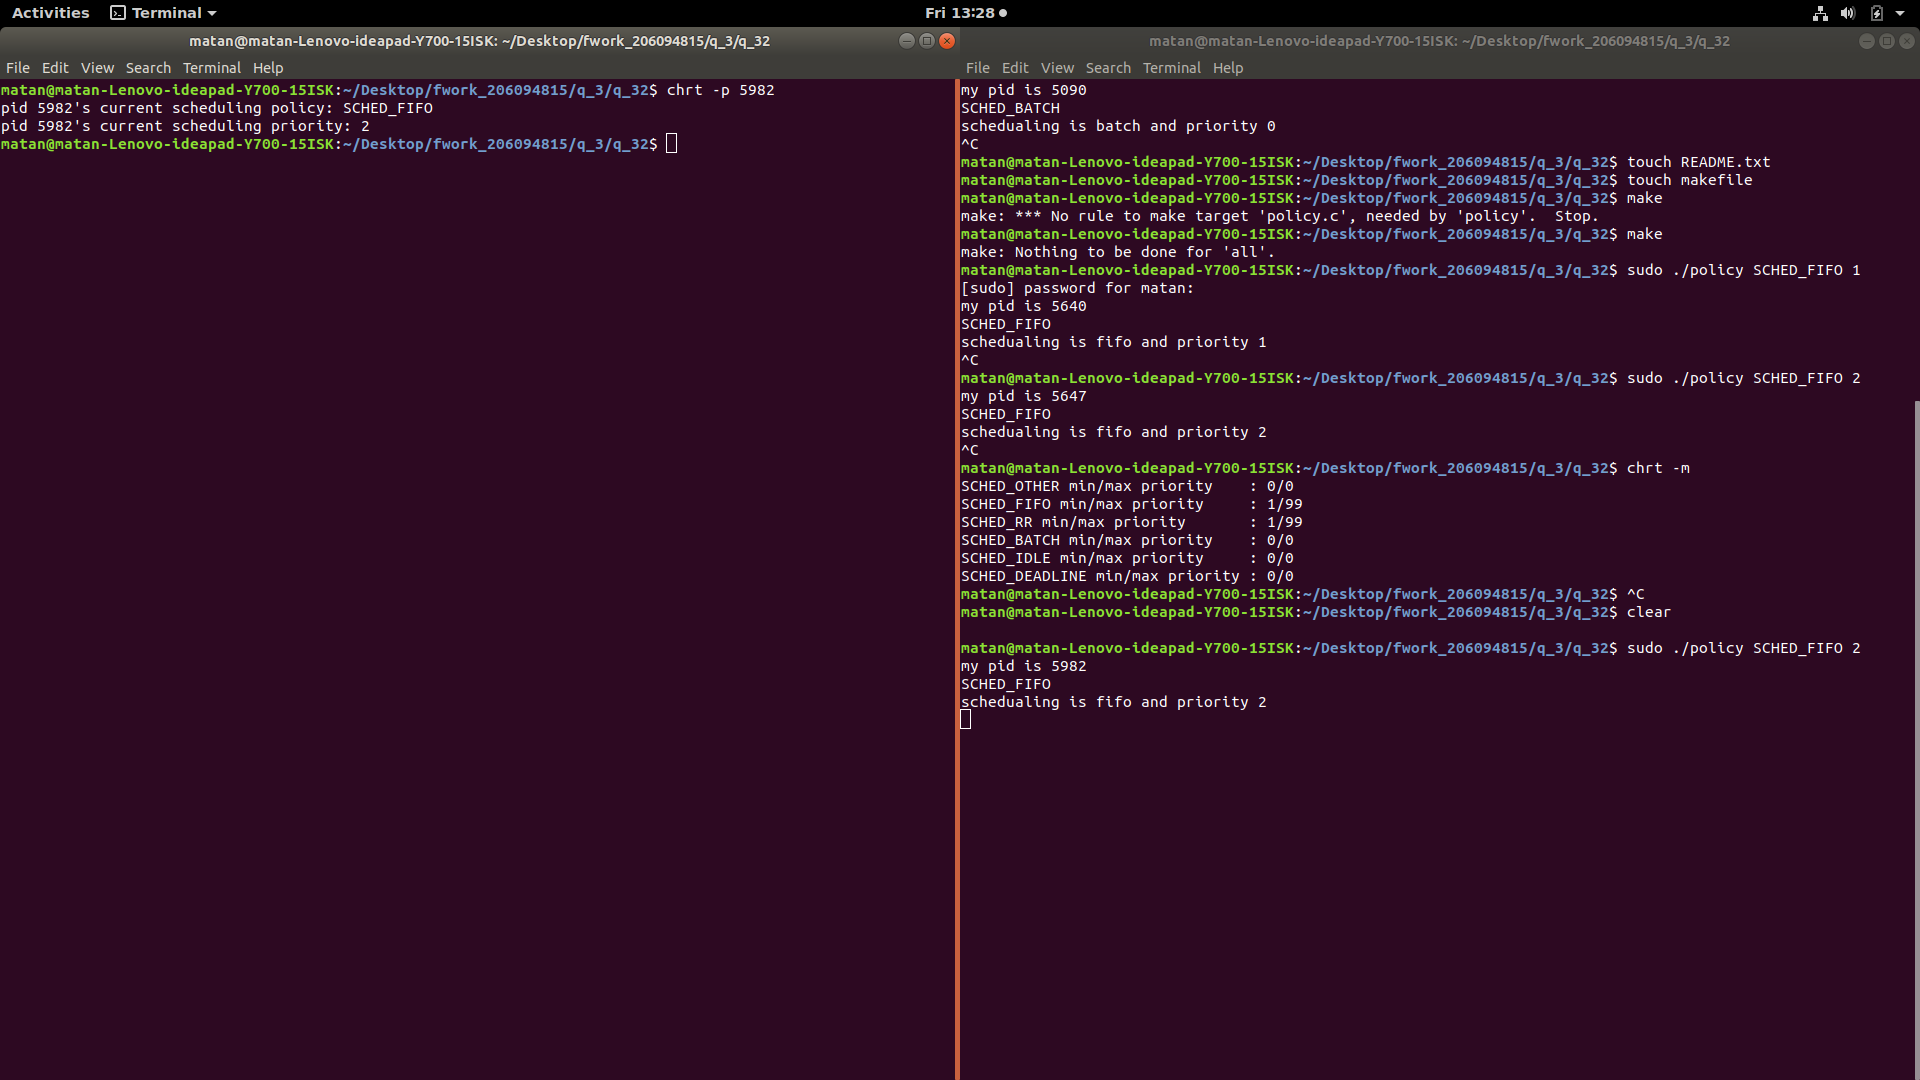 Activities Terminal Fri 13:28
matan@matan-Lenovo-ideapad-Y700-15ISK: ~/Desktop/fwork_206094815/q_3/q_32
File Edit View Search Terminal Help
matan@matan-Lenovo-ideapad-Y700-15ISK:~/Desktop/fwork_206094815/q_3/q_32$ chrt -p 5982
pid 5982's current scheduling policy: SCHED_FIFO
pid 5982's current scheduling priority: 2
matan@matan-Lenovo-ideapad-Y700-15ISK:~/Desktop/fwork_206094815/q_3/q_32$
matan@matan-Lenovo-ideapad-Y700-15ISK: ~/Desktop/fwork_206094815/q_3/q_32
File Edit View Search Terminal Help
my pid is 5090
SCHED_BATCH
schedualing is batch and priority 0
^C
matan@matan-Lenovo-ideapad-Y700-15ISK:~/Desktop/fwork_206094815/q_3/q_32$ touch README.txt
matan@matan-Lenovo-ideapad-Y700-15ISK:~/Desktop/fwork_206094815/q_3/q_32$ touch makefile
matan@matan-Lenovo-ideapad-Y700-15ISK:~/Desktop/fwork_206094815/q_3/q_32$ make
make: *** No rule to make target 'policy.c', needed by 'policy'.  Stop.
matan@matan-Lenovo-ideapad-Y700-15ISK:~/Desktop/fwork_206094815/q_3/q_32$ make
make: Nothing to be done for 'all'.
matan@matan-Lenovo-ideapad-Y700-15ISK:~/Desktop/fwork_206094815/q_3/q_32$ sudo ./policy SCHED_FIFO 1
[sudo] password for matan:
my pid is 5640
SCHED_FIFO
schedualing is fifo and priority 1
^C
matan@matan-Lenovo-ideapad-Y700-15ISK:~/Desktop/fwork_206094815/q_3/q_32$ sudo ./policy SCHED_FIFO 2
my pid is 5647
SCHED_FIFO
schedualing is fifo and priority 2
^C
matan@matan-Lenovo-ideapad-Y700-15ISK:~/Desktop/fwork_206094815/q_3/q_32$ chrt -m
SCHED_OTHER min/max priority    : 0/0
SCHED_FIFO min/max priority     : 1/99
SCHED_RR min/max priority       : 1/99
SCHED_BATCH min/max priority    : 0/0
SCHED_IDLE min/max priority     : 0/0
SCHED_DEADLINE min/max priority : 0/0
matan@matan-Lenovo-ideapad-Y700-15ISK:~/Desktop/fwork_206094815/q_3/q_32$ ^C
matan@matan-Lenovo-ideapad-Y700-15ISK:~/Desktop/fwork_206094815/q_3/q_32$ clear
matan@matan-Lenovo-ideapad-Y700-15ISK:~/Desktop/fwork_206094815/q_3/q_32$ sudo ./policy SCHED_FIFO 2
my pid is 5982
SCHED_FIFO
schedualing is fifo and priority 2